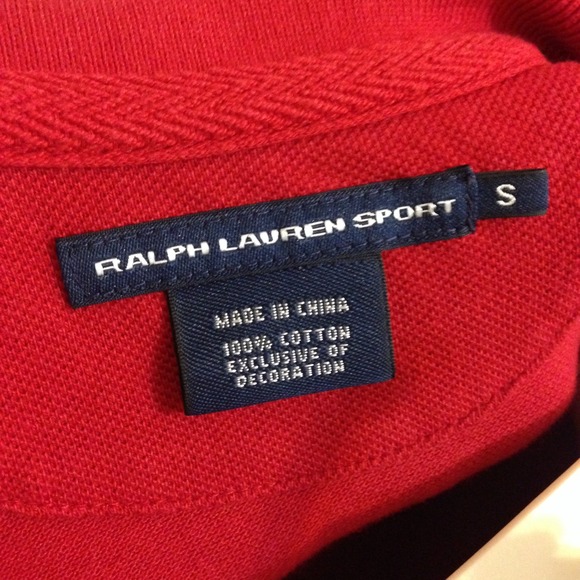 RALPH LAUREN SPORT
S
MADE IN CHINA
100% COTTON
EXCLUSIVE OF
DECORATION